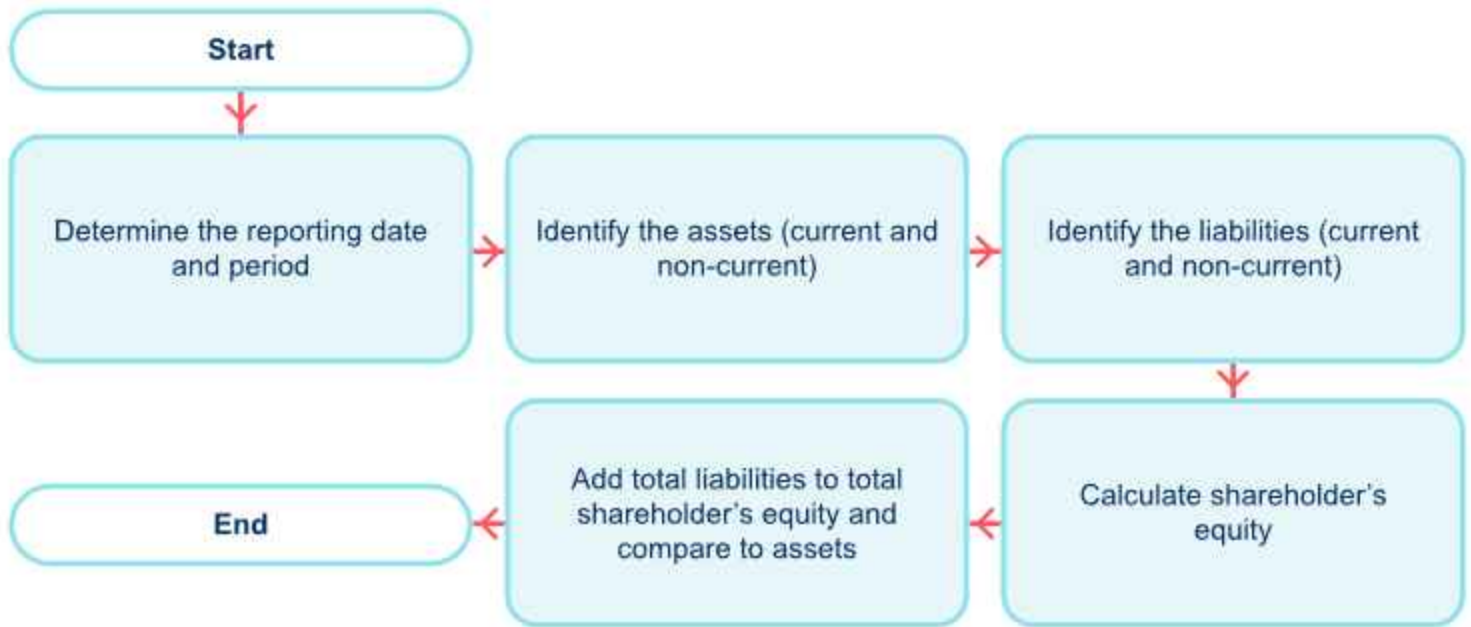 Start
Determine the reporting date
and period
Identify the assets (current and
non-current)
Identify the liabilities (current
and non-current)
Calculate shareholder’s
equity
Add total liabilities to total
shareholder’s equity and
compare to assets
End